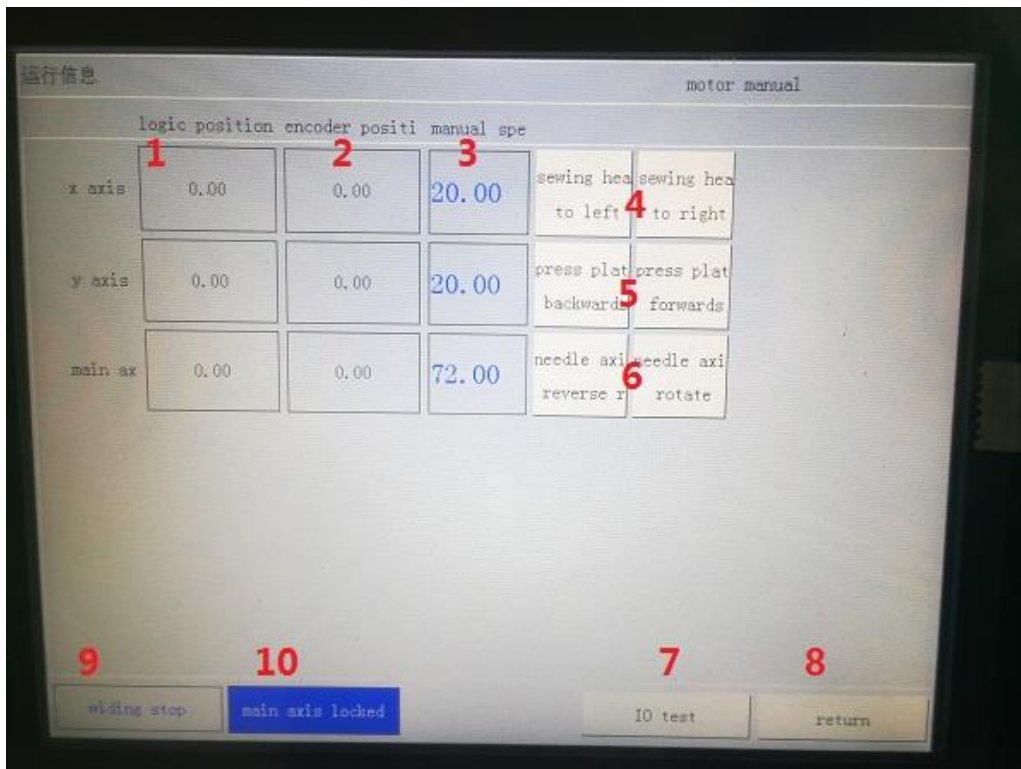 运行信息
motor manual
logic position encoder positi manual spe
1 2 3
x axis 0.00 0.00 20.00 sewing hea to left 4 sewing hea to right
y axis 0.00 0.00 20.00 press plat backwards 5 press plat forwards
main ax 0.00 0.00 72.00 needle axi reverse r 6 needle axi rotate
9 10 7 8
widing stop main axis locked IO test return